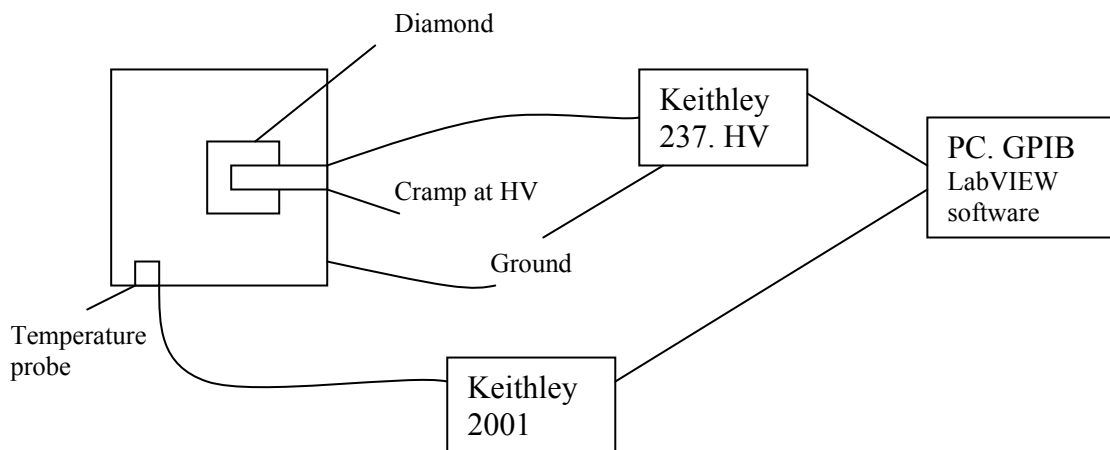 Diamond
Keithley
237. HV
PC. GPIB
LabVIEW
software
Cramp at HV
Ground
Temperature
probe
Keithley
2001